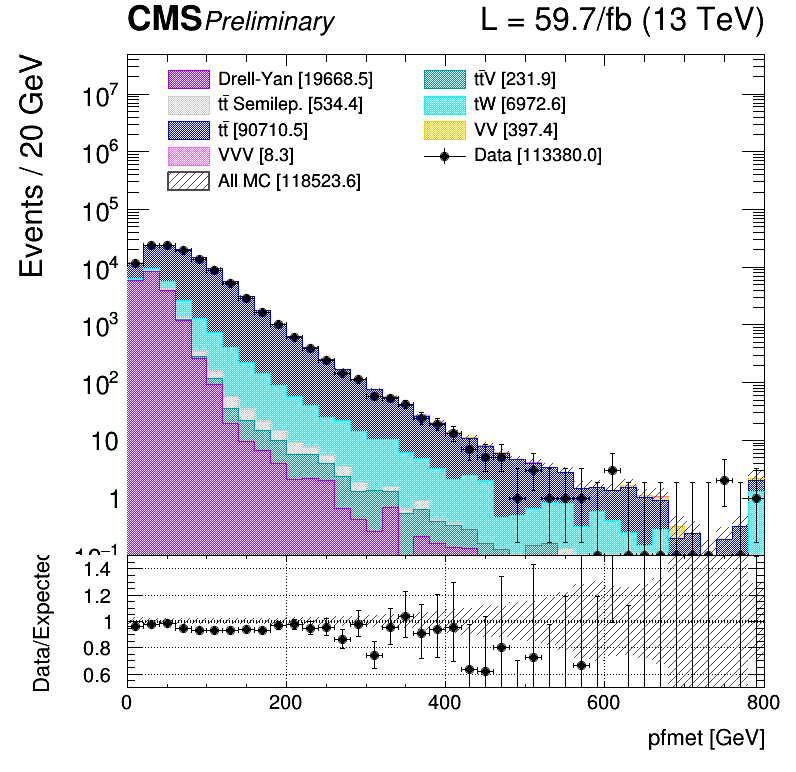 CMS Preliminary L = 59.7/fb (13 TeV)
Events / 20 GeV
Drell-Yan [19668.5]
tt̄ Semilep. [534.4]
tt̄ [90710.5]
VVV [8.3]
All MC [118523.6]
tt̄V [231.9]
tW [6972.6]
VV [397.4]
Data [113380.0]
10⁷
10⁶
10⁵
10⁴
10³
10²
10
1
10⁻¹
Data/Expected
1.4
1.2
1
0.8
0.6
0 200 400 600 800
pfmet [GeV]